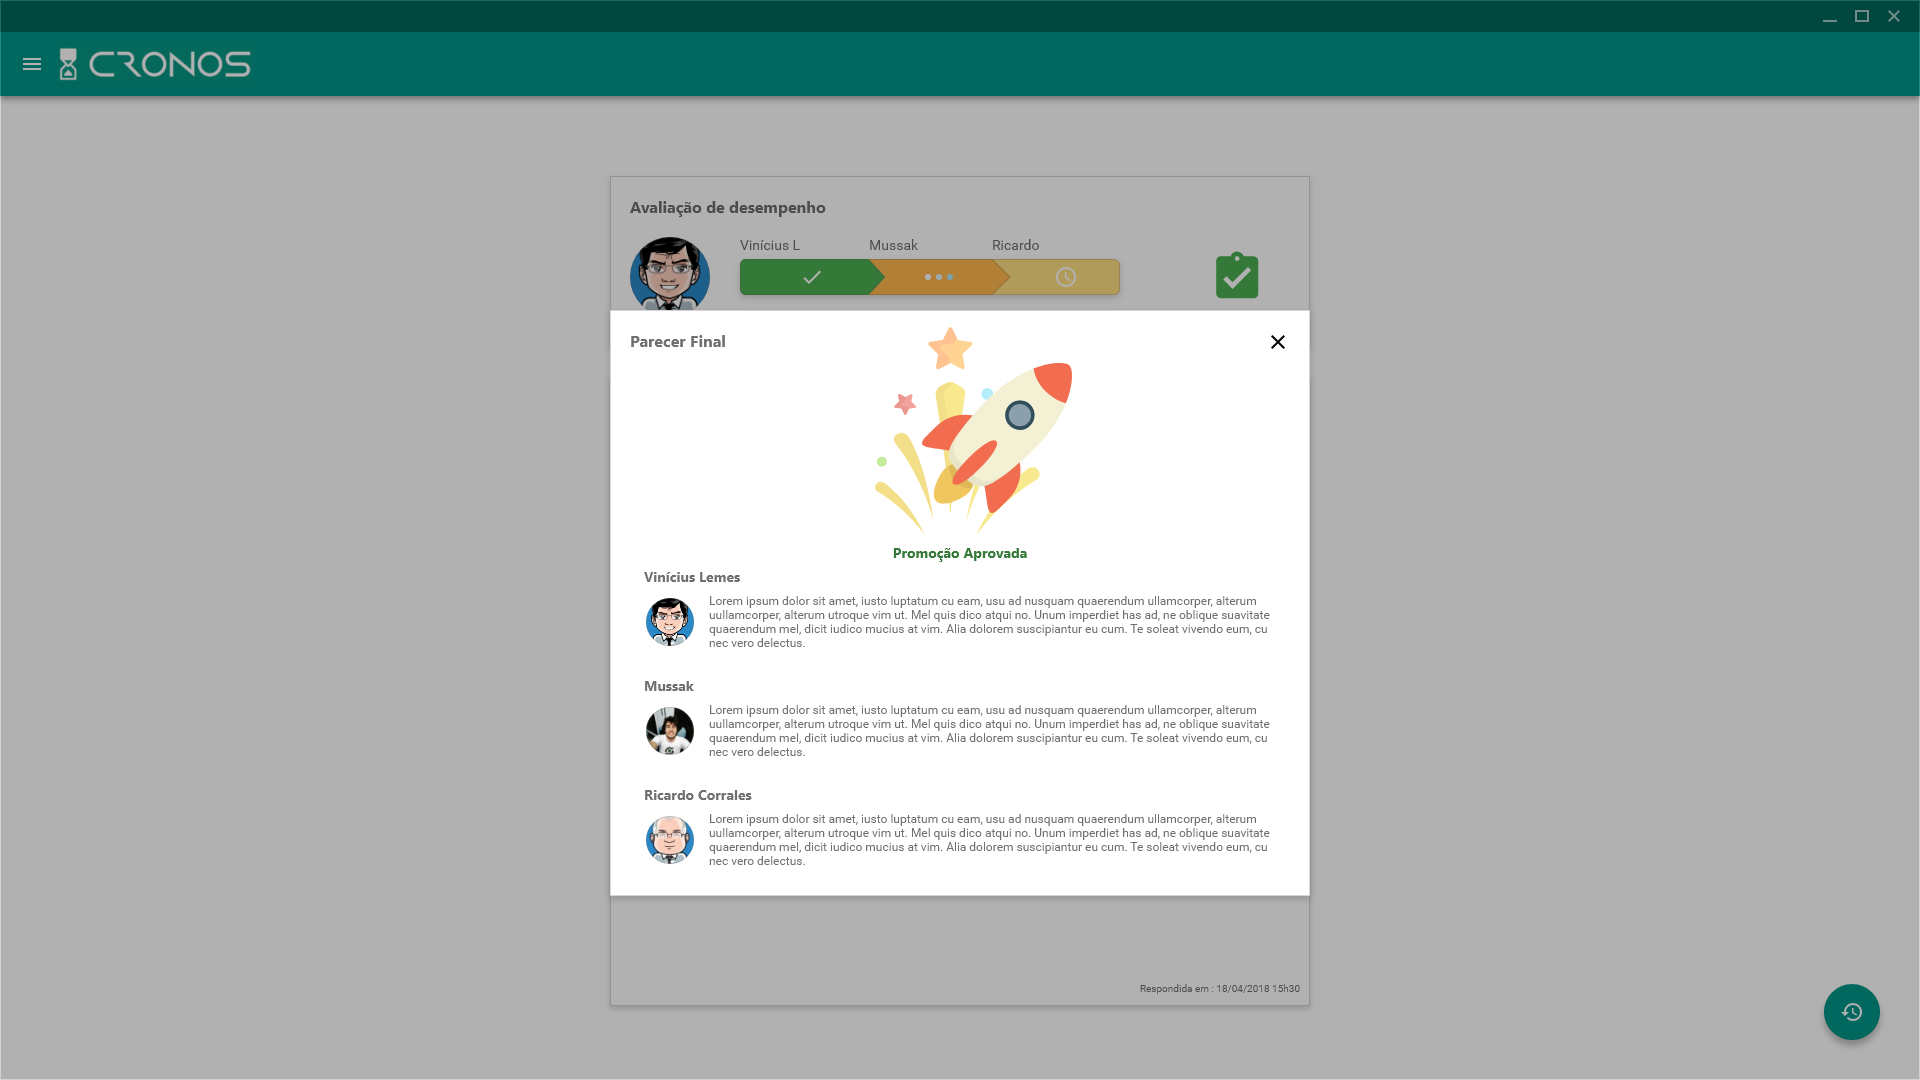 CRONOS
Avaliação de desempenho
Vinícius L
Mussak
Ricardo
Parecer Final
Promoção Aprovada
Vinícius Lemes
Lorem ipsum dolor sit amet, iusto luptatum cu eam, usu ad nusquam quaerendum ullamcorper, alterum
uullamcorper, alterum utroque vim ut. Mel quis dico atqui no. Unum imperdiet has ad, ne oblique suavitate
quaerendum mel, dicit iudico mucius at vim. Alia dolorem suscipiantur eu cum. Te soleat vivendo eum, cu
nec vero delectus.
Mussak
Lorem ipsum dolor sit amet, iusto luptatum cu eam, usu ad nusquam quaerendum ullamcorper, alterum
uullamcorper, alterum utroque vim ut. Mel quis dico atqui no. Unum imperdiet has ad, ne oblique suavitate
quaerendum mel, dicit iudico mucius at vim. Alia dolorem suscipiantur eu cum. Te soleat vivendo eum, cu
nec vero delectus.
Ricardo Corrales
Lorem ipsum dolor sit amet, iusto luptatum cu eam, usu ad nusquam quaerendum ullamcorper, alterum
uullamcorper, alterum utroque vim ut. Mel quis dico atqui no. Unum imperdiet has ad, ne oblique suavitate
quaerendum mel, dicit iudico mucius at vim. Alia dolorem suscipiantur eu cum. Te soleat vivendo eum, cu
nec vero delectus.
Respondida em : 18/04/2018 15h30